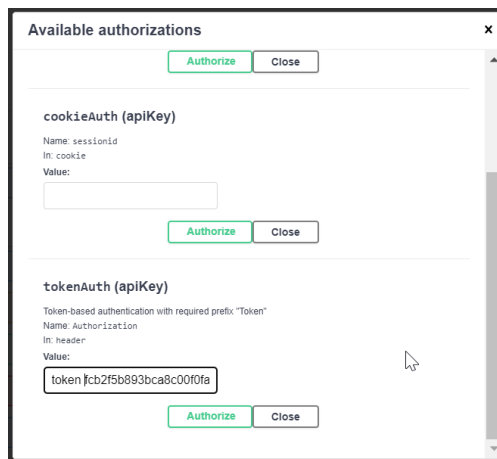 Available authorizations
×
Authorize
Close
cookieAuth (apiKey)
Name: sessionid
In: cookie
Value:
Authorize
Close
tokenAuth (apiKey)
Token-based authentication with required prefix "Token"
Name: Authorization
In: header
Value:
token fcb2f5b893bca8c00f0fa
Authorize
Close